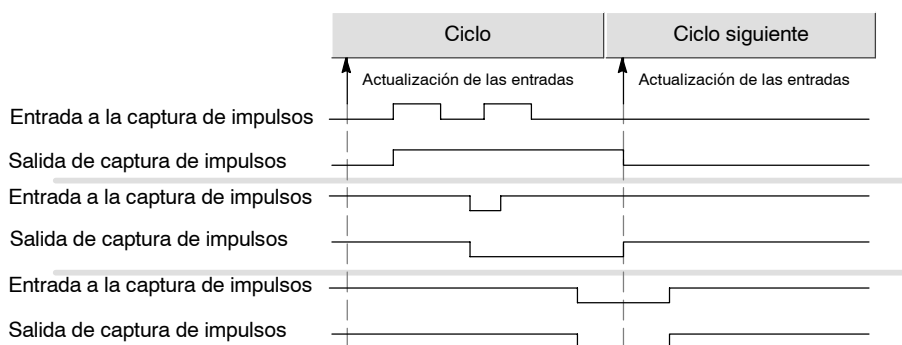 Ciclo
Ciclo siguiente
Actualización de las entradas
Actualización de las entradas
Entrada a la captura de impulsos
Salida de captura de impulsos
Entrada a la captura de impulsos
Salida de captura de impulsos
Entrada a la captura de impulsos
Salida de captura de impulsos